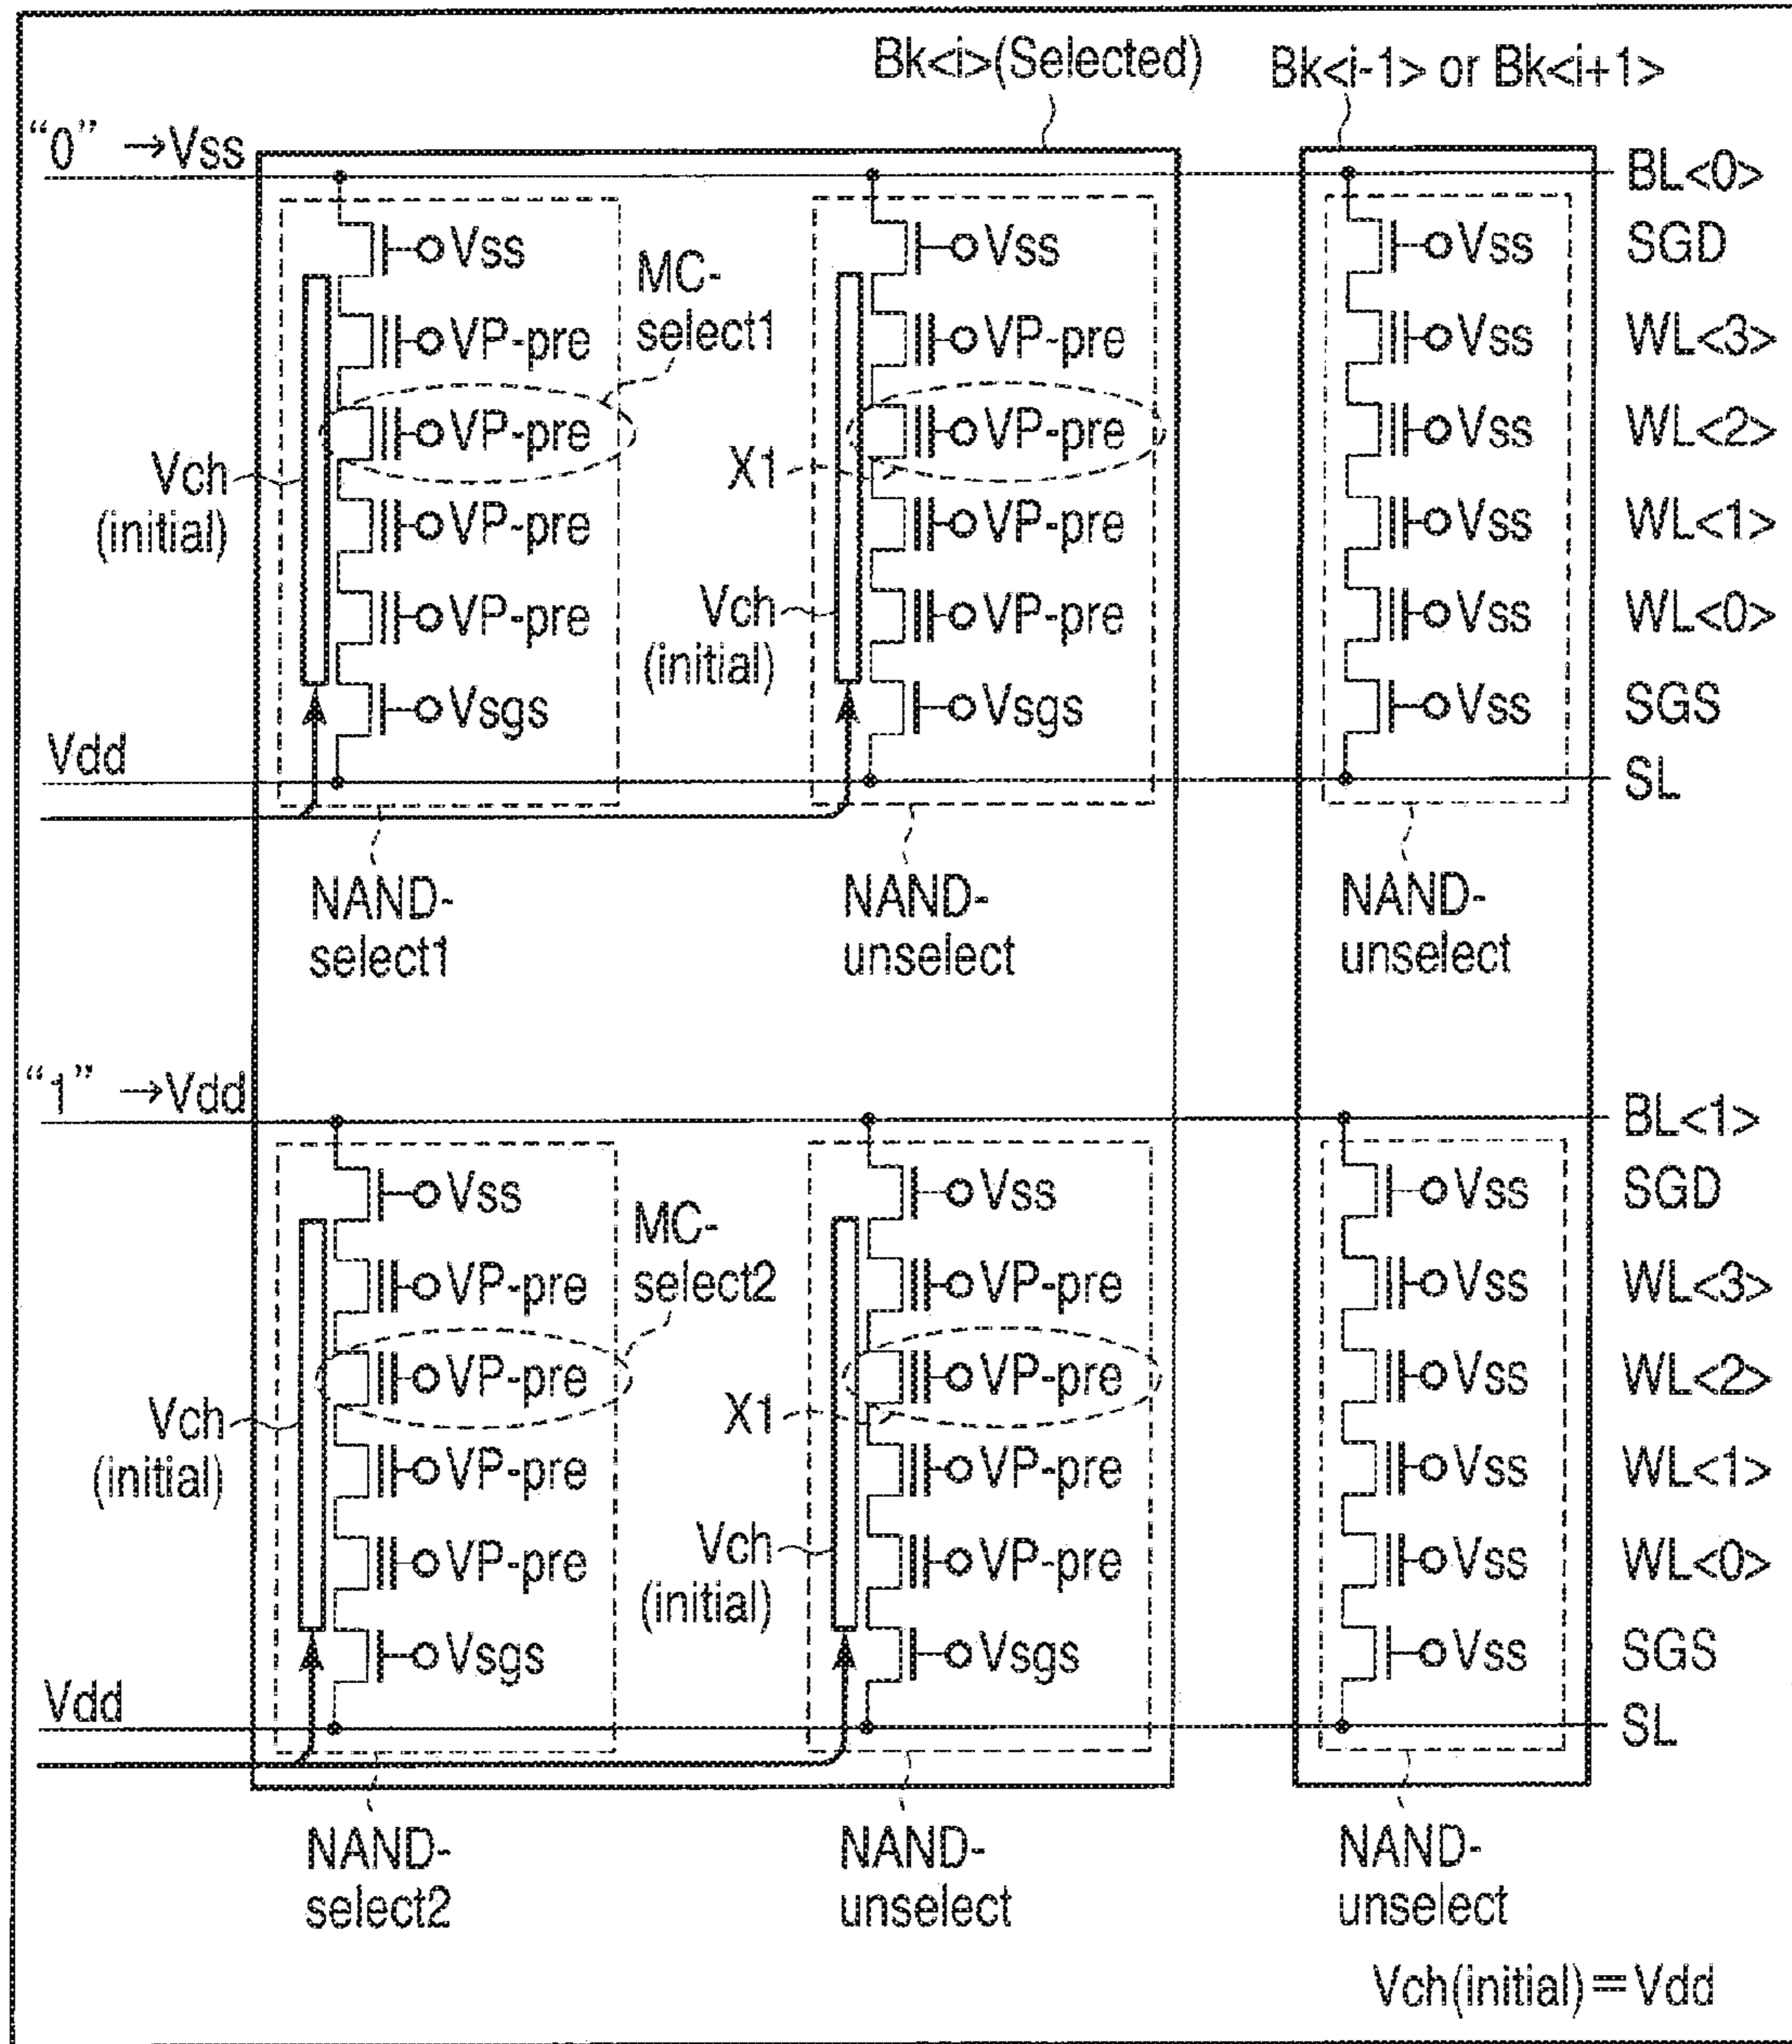 Bk<i>(Selected)
Bk<i-1> or Bk<i+1>
"0" →Vss
BL<0>
Vss
Vss
Vss
SGD
MC-
select1
VP-pre
VP-pre
Vss
WL<3>
VP-pre
VP-pre
Vss
WL<2>
Vch
(initial)
X1
VP-pre
VP-pre
Vss
WL<1>
VP-pre
Vch
(initial)
VP-pre
Vss
WL<0>
Vsgs
Vsgs
Vss
SGS
Vdd
SL
NAND-
select1
NAND-
unselect
NAND-
unselect
"1" →Vdd
BL<1>
Vss
Vss
Vss
SGD
MC-
select2
VP-pre
VP-pre
Vss
WL<3>
VP-pre
VP-pre
Vss
WL<2>
Vch
(initial)
X1
VP-pre
VP-pre
Vss
WL<1>
VP-pre
Vch
(initial)
VP-pre
Vss
WL<0>
Vsgs
Vsgs
Vss
SGS
Vdd
SL
NAND-
select2
NAND-
unselect
NAND-
unselect
Vch(initial)=Vdd